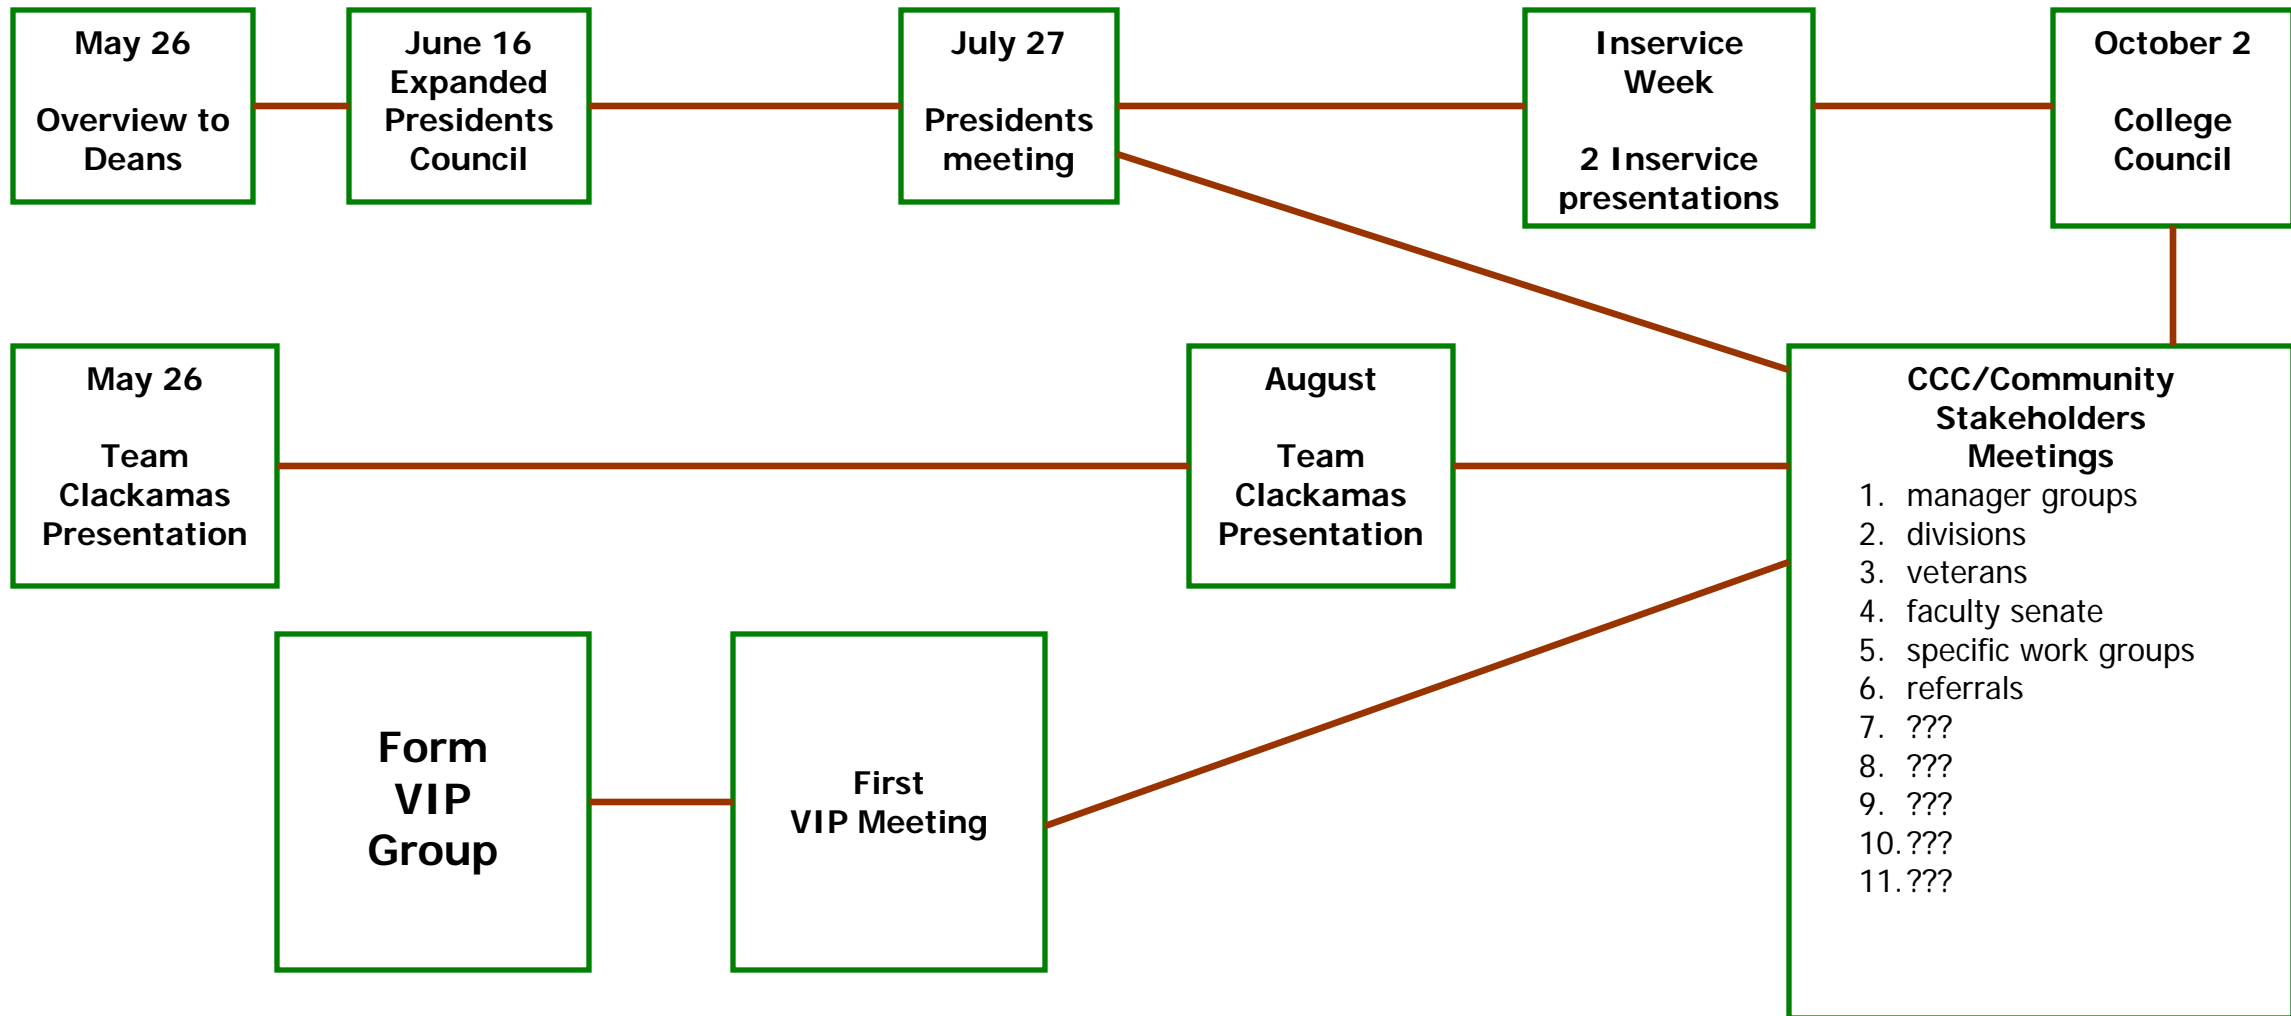 May 26
Overview to
Deans
June 16
Expanded
Presidents
Council
July 27
Presidents
meeting
Inservice
Week
2 Inservice
presentations
October 2
College
Council
May 26
Team
Clackamas
Presentation
August
Team
Clackamas
Presentation
CCC/Community
Stakeholders
Meetings
1. manager groups
2. divisions
3. veterans
4. faculty senate
5. specific work groups
6. referrals
7. ???
8. ???
9. ???
10. ???
11. ???
Form
VIP
Group
First
VIP Meeting